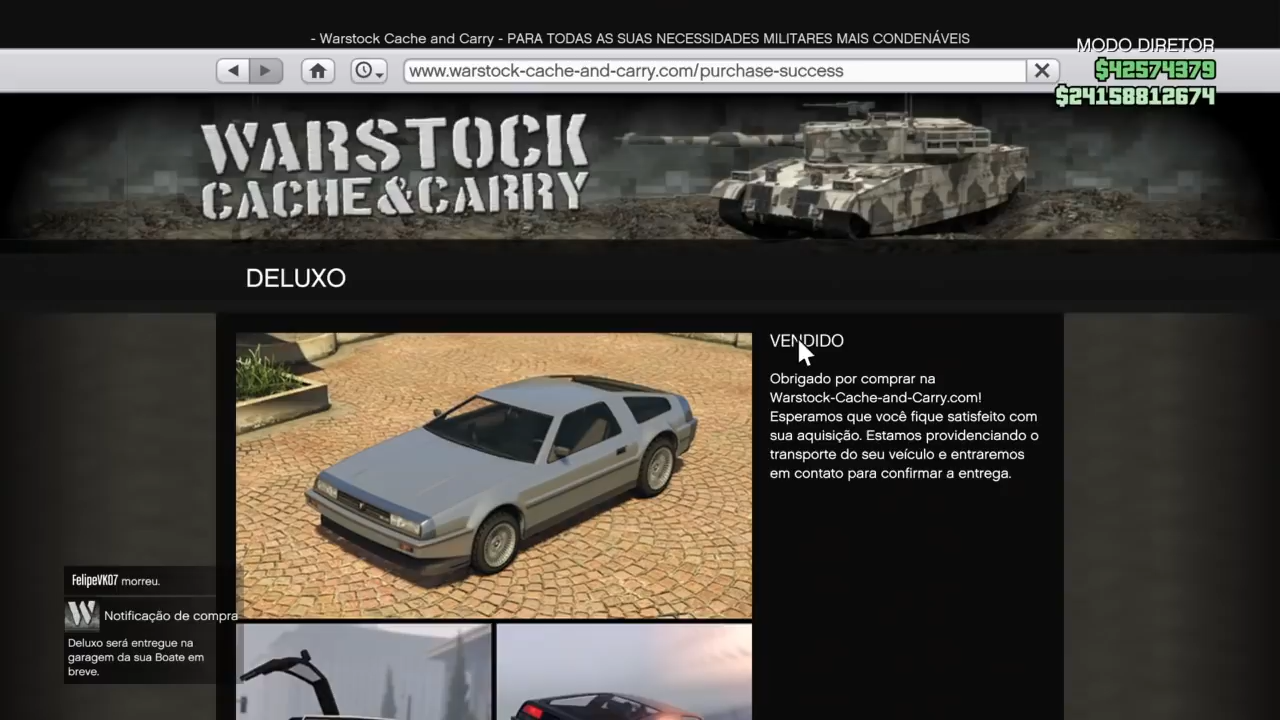 - Warstock Cache and Carry - PARA TODAS AS SUAS NECESSIDADES MILITARES MAIS CONDENÁVEIS
MODO DIRETOR
$42574379
$24158812674
www.warstock-cache-and-carry.com/purchase-success
WARSTOCK
CACHE&CARRY
DELUXO
VENDIDO
Obrigado por comprar na
Warstock-Cache-and-Carry.com!
Esperamos que você fique satisfeito com
sua aquisição. Estamos providenciando o
transporte do seu veículo e entraremos
em contato para confirmar a entrega.
FelipeVK07 morreu.
W
Notificação de compra
Deluxo será entregue na
garagem da sua Boate em
breve.